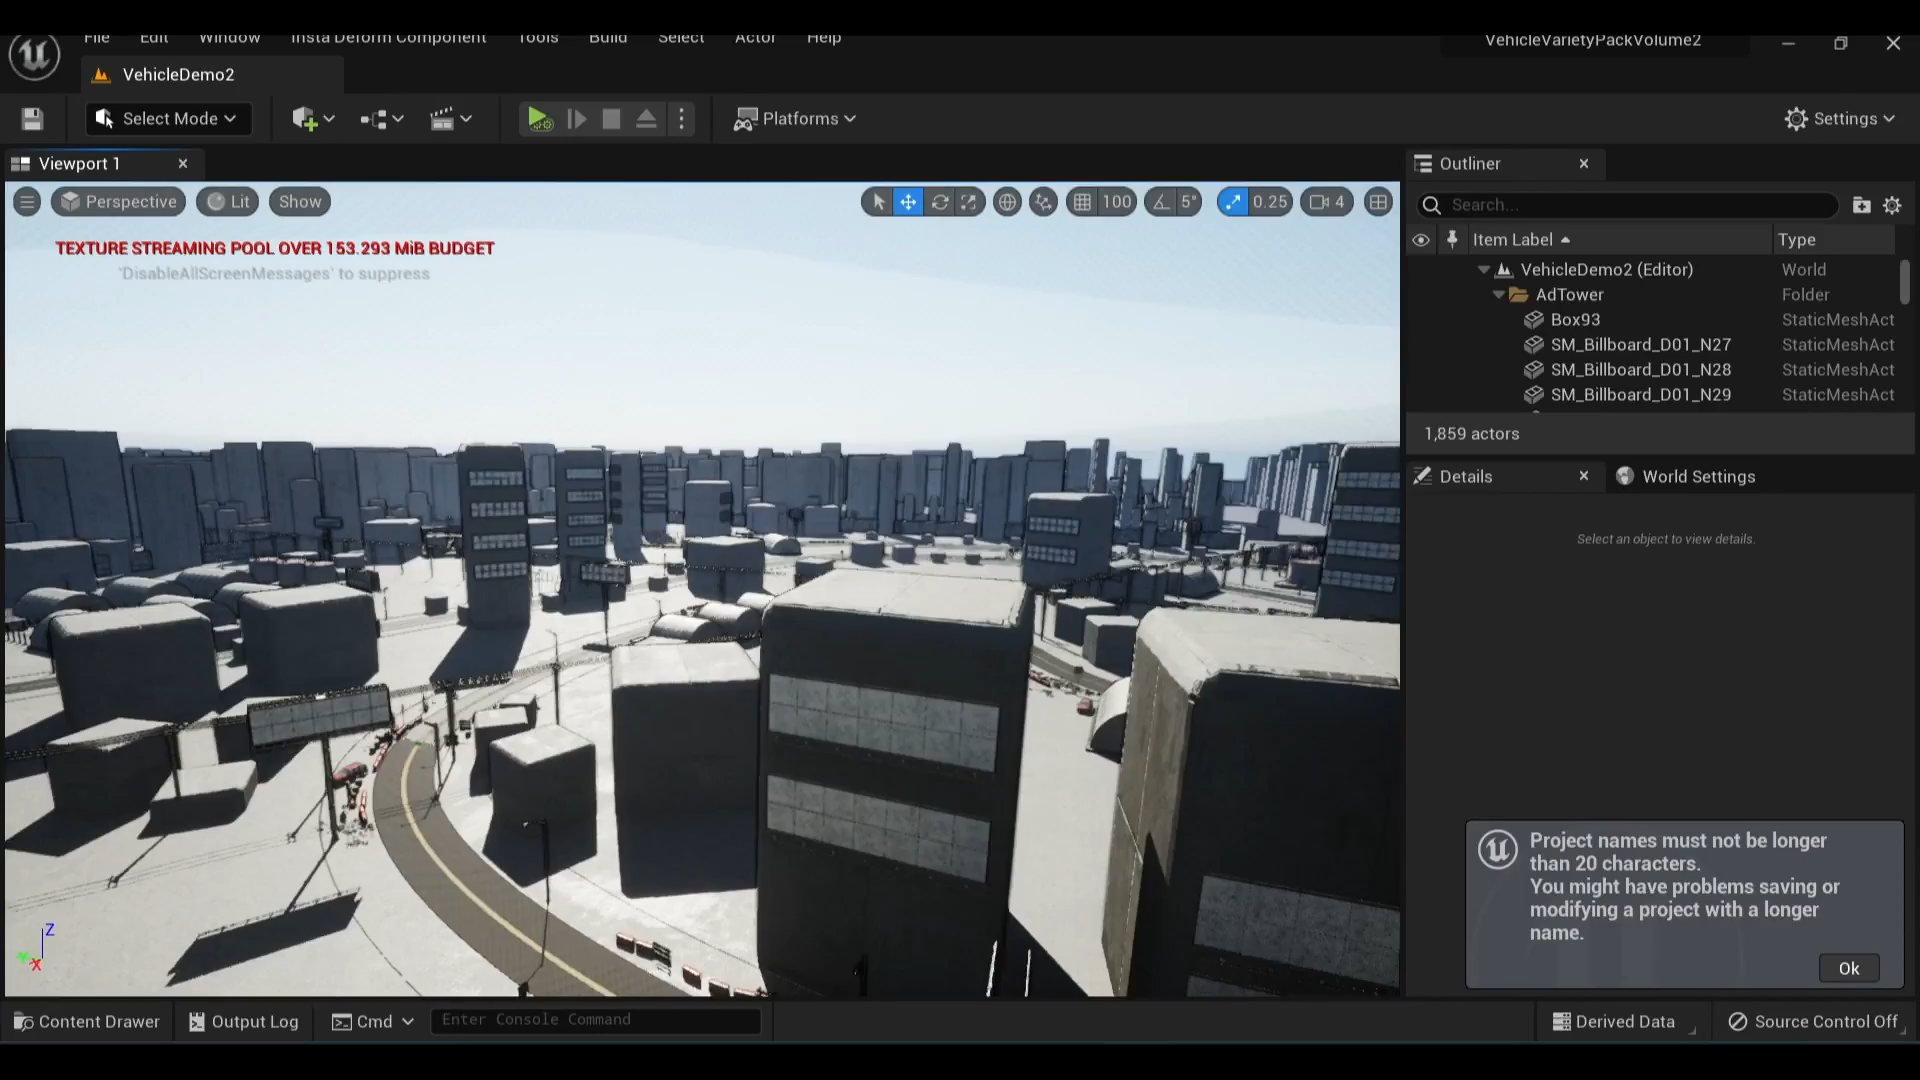 File Edit Window Insta Deform Component Tools Build Select Actor Help
VehicleVarietyPackVolume2
VehicleDemo2
Select Mode
Platforms
Settings
Viewport 1
Outliner
Perspective
Lit
Show
100
5°
0.25
4
Search...
TEXTURE STREAMING POOL OVER 153.293 MiB BUDGET
'DisableAllScreenMessages' to suppress
Item Label Type
VehicleDemo2 (Editor) World
AdTower Folder
Box93 StaticMeshAct
SM_Billboard_D01_N27 StaticMeshAct
SM_Billboard_D01_N28 StaticMeshAct
SM_Billboard_D01_N29 StaticMeshAct
1,859 actors
Details
World Settings
Select an object to view details.
Project names must not be longer
than 20 characters.
You might have problems saving or
modifying a project with a longer
name.
Ok
Z
Y
X
Content Drawer
Output Log
Cmd
Enter Console Command
Derived Data
Source Control Off